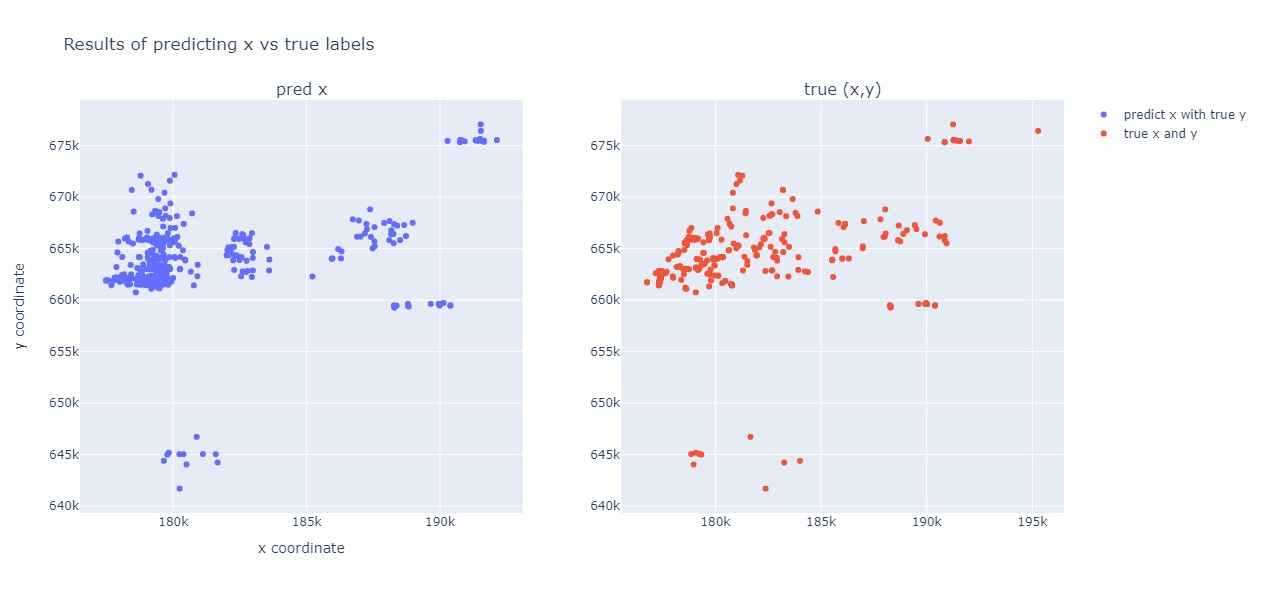 Results of predicting x vs true labels
pred x
true (x,y)
predict x with true y
true x and y
675k
670k
665k
660k
655k
650k
645k
640k
y coordinate
180k
185k
190k
x coordinate
675k
670k
665k
660k
655k
650k
645k
640k
180k
185k
190k
195k